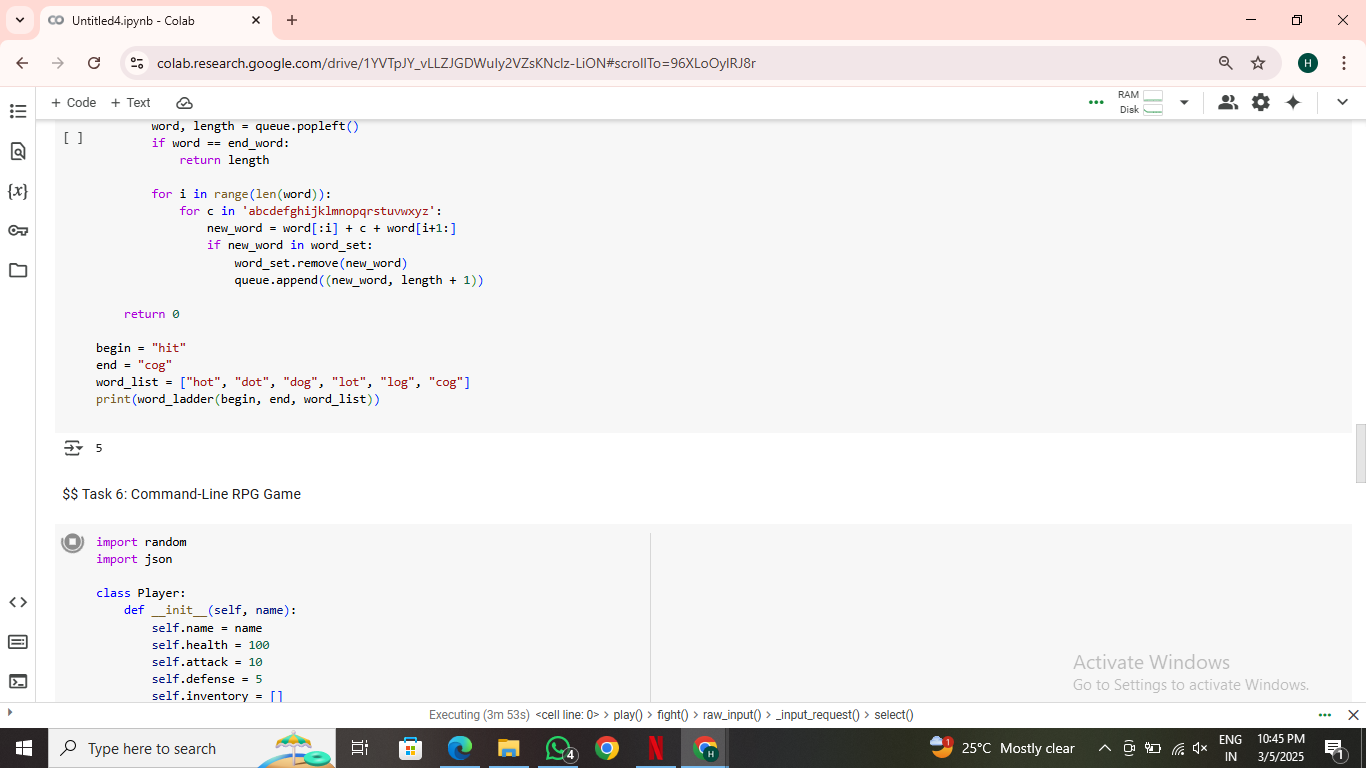 Untitled4.ipynb - Colab
colab.research.google.com/drive/1YVTpJY_vLLZJGDWuly2VZsKNclz-LiON#scrollTo=96XLoOylRJ8r
H
+ Code + Text
RAM
Disk
{x}
[ ]
word, length = queue.popleft()
if word == end_word:
return length
for i in range(len(word)):
for c in 'abcdefghijklmnopqrstuvwxyz':
new_word = word[:i] + c + word[i+1:]
if new_word in word_set:
word_set.remove(new_word)
queue.append((new_word, length + 1))
return 0
begin = "hit"
end = "cog"
word_list = ["hot", "dot", "dog", "lot", "log", "cog"]
print(word_ladder(begin, end, word_list))
5
$$ Task 6: Command-Line RPG Game
import random
import json
class Player:
def __init__(self, name):
self.name = name
self.health = 100
self.attack = 10
self.defense = 5
self.inventory = []
Activate Windows
Go to Settings to activate Windows.
Executing (3m 53s) <cell line: 0> > play() > fight() > raw_input() > _input_request() > select()
Type here to search
4
H
1
25°C Mostly clear
ENG
IN
10:45 PM
3/5/2025
1